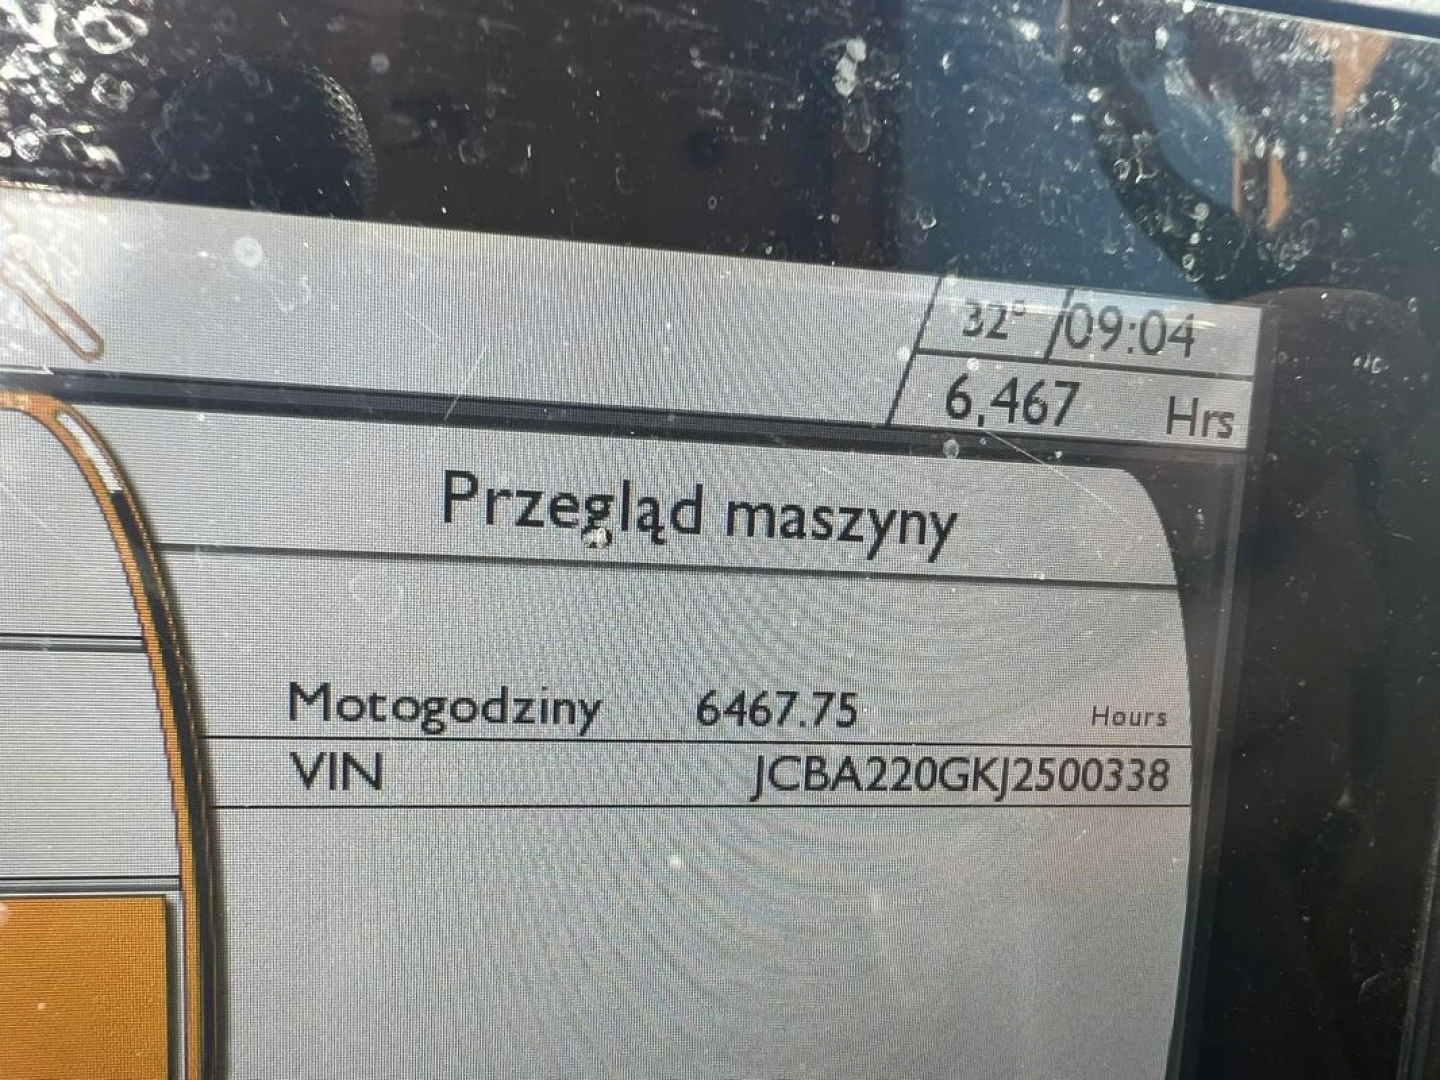 32° 09:04
6,467 Hrs
Przegląd maszyny
Motogodziny 6467.75 Hours
VIN JCBA220GKJ2500338